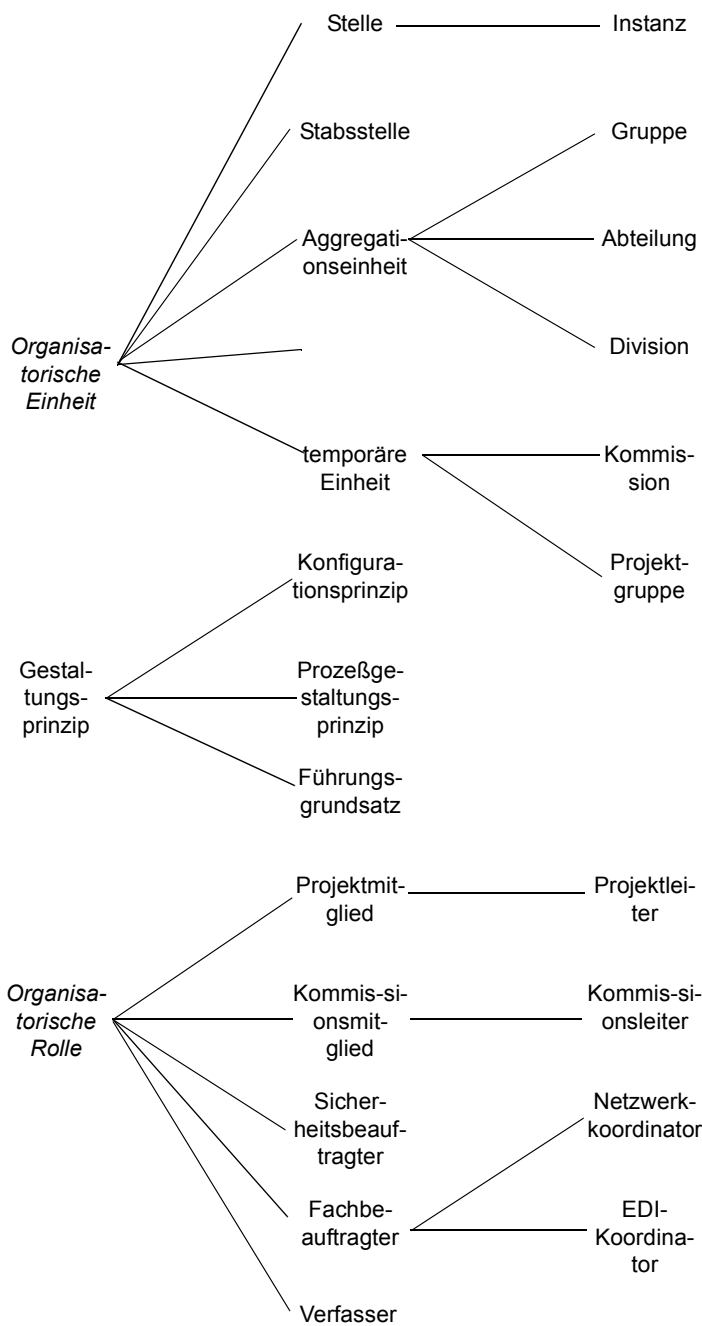 Stelle
Instanz
Stabsstelle
Gruppe
Aggregati-
onseinheit
Abteilung
Organisa-
torische
Einheit
Division
temporäre
Einheit
Kommis-
sion
Projekt-
gruppe
Konfigura-
tionsprinzip
Gestal-
tungs-
prinzip
Prozeßge-
staltungs-
prinzip
Führungs-
grundsatz
Projektmit-
glied
Projektlei-
ter
Organisa-
torische
Rolle
Kommis-si-
onsmit-
glied
Kommis-si-
onsleiter
Sicher-
heitsbeauf-
tragter
Netzwerk-
koordinator
Fachbe-
auftragter
EDI-
Koordina-
tor
Verfasser